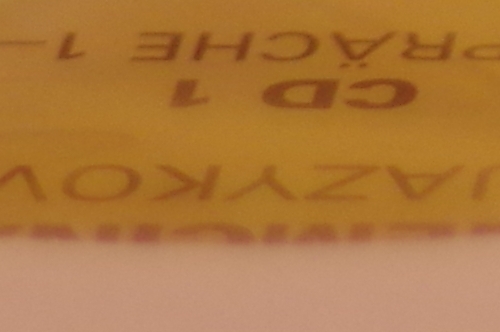 JAZYKOV
CD 1
PRÄCHE 1–